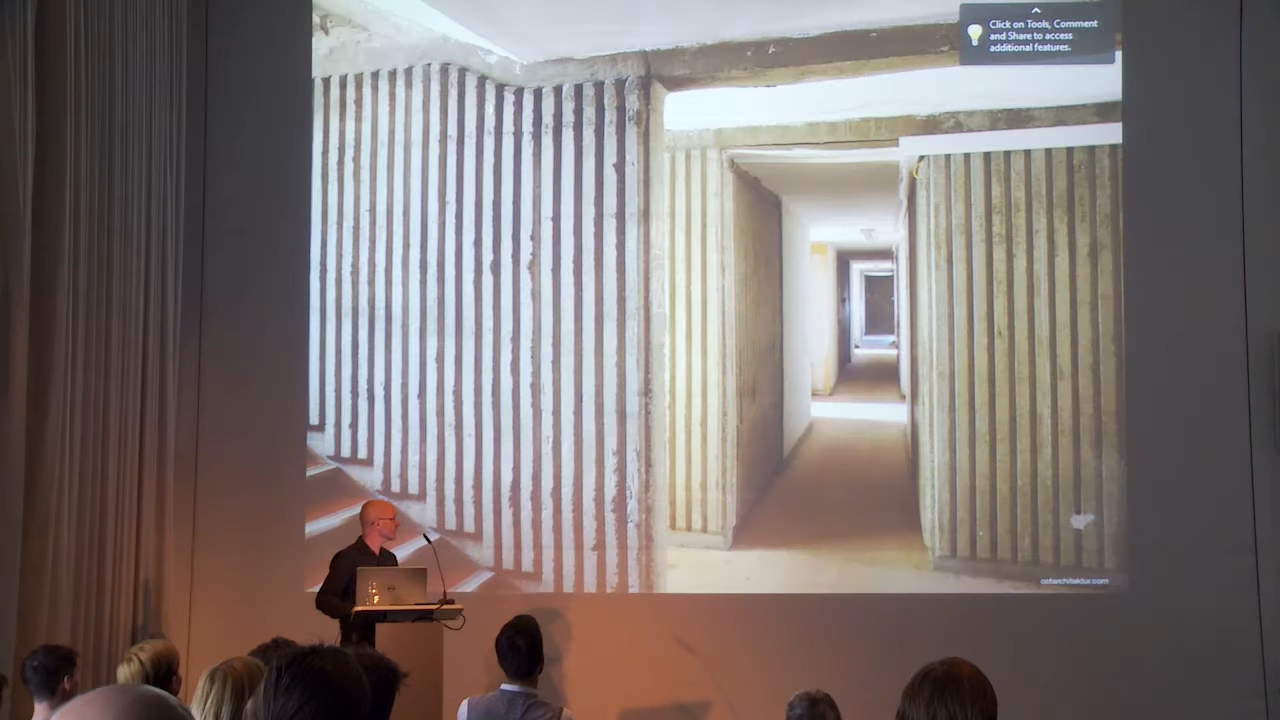 Click on Tools, Comment
and Share to access
additional features.
ostarchitektur.com